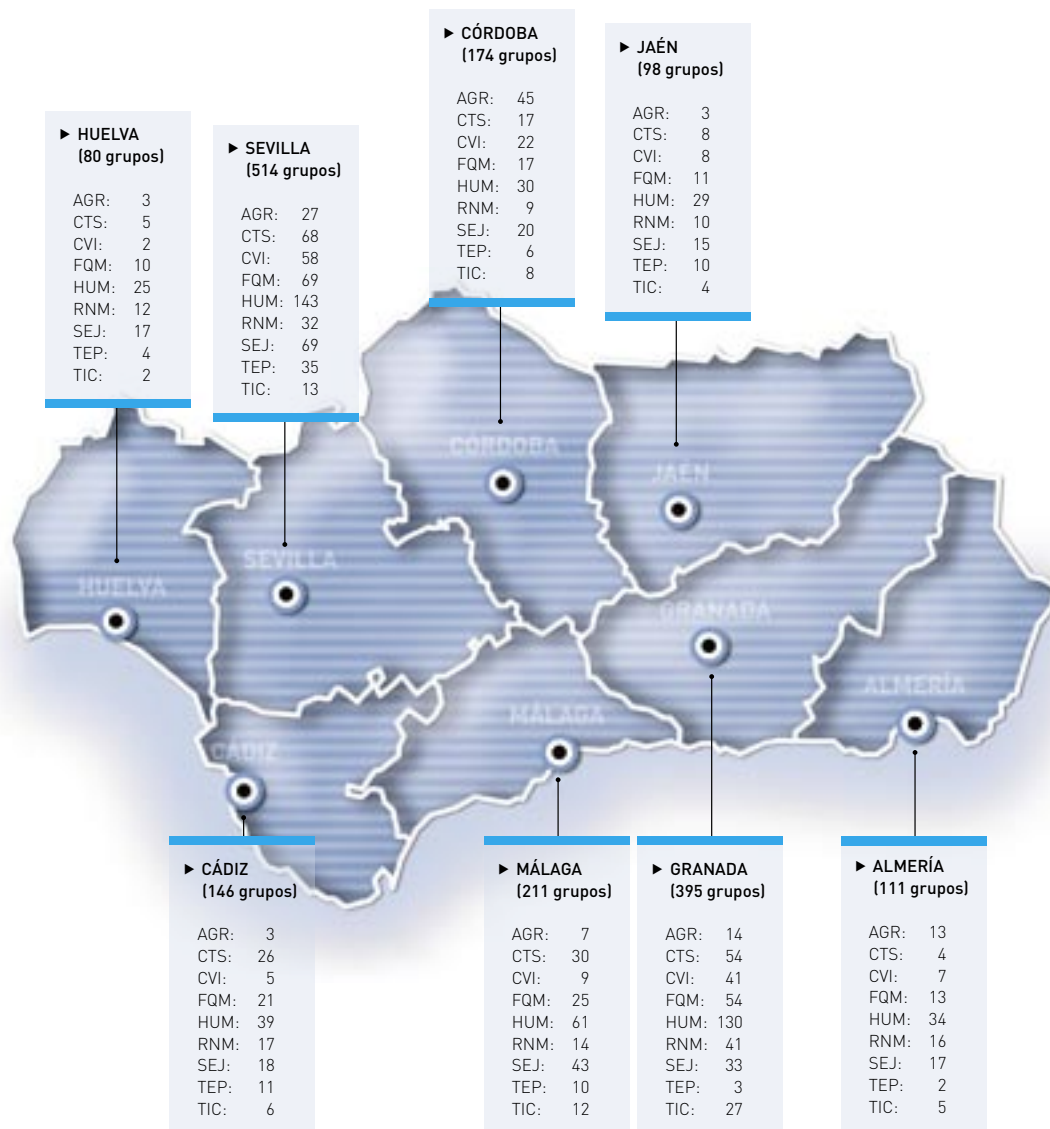 ▶ CÓRDOBA
(174 grupos)
AGR: 45
CTS: 17
CVI: 22
FQM: 17
HUM: 30
RNM: 9
SEJ: 20
TEP: 6
TIC: 8
▶ JAÉN
(98 grupos)
AGR: 3
CTS: 8
CVI: 8
FQM: 11
HUM: 29
RNM: 10
SEJ: 15
TEP: 10
TIC: 4
▶ HUELVA
(80 grupos)
AGR: 3
CTS: 5
CVI: 2
FQM: 10
HUM: 25
RNM: 12
SEJ: 17
TEP: 4
TIC: 2
▶ SEVILLA
(514 grupos)
AGR: 27
CTS: 68
CVI: 58
FQM: 69
HUM: 143
RNM: 32
SEJ: 69
TEP: 35
TIC: 13
CÓRDOBA
JAÉN
SEVILLA
HUELVA
GRANADA
ALMERÍA
MÁLAGA
CÁDIZ
▶ CÁDIZ
(146 grupos)
AGR: 3
CTS: 26
CVI: 5
FQM: 21
HUM: 39
RNM: 17
SEJ: 18
TEP: 11
TIC: 6
▶ MÁLAGA
(211 grupos)
AGR: 7
CTS: 30
CVI: 9
FQM: 25
HUM: 61
RNM: 14
SEJ: 43
TEP: 10
TIC: 12
▶ GRANADA
(395 grupos)
AGR: 14
CTS: 54
CVI: 41
FQM: 54
HUM: 130
RNM: 41
SEJ: 33
TEP: 3
TIC: 27
▶ ALMERÍA
(111 grupos)
AGR: 13
CTS: 4
CVI: 7
FQM: 13
HUM: 34
RNM: 16
SEJ: 17
TEP: 2
TIC: 5